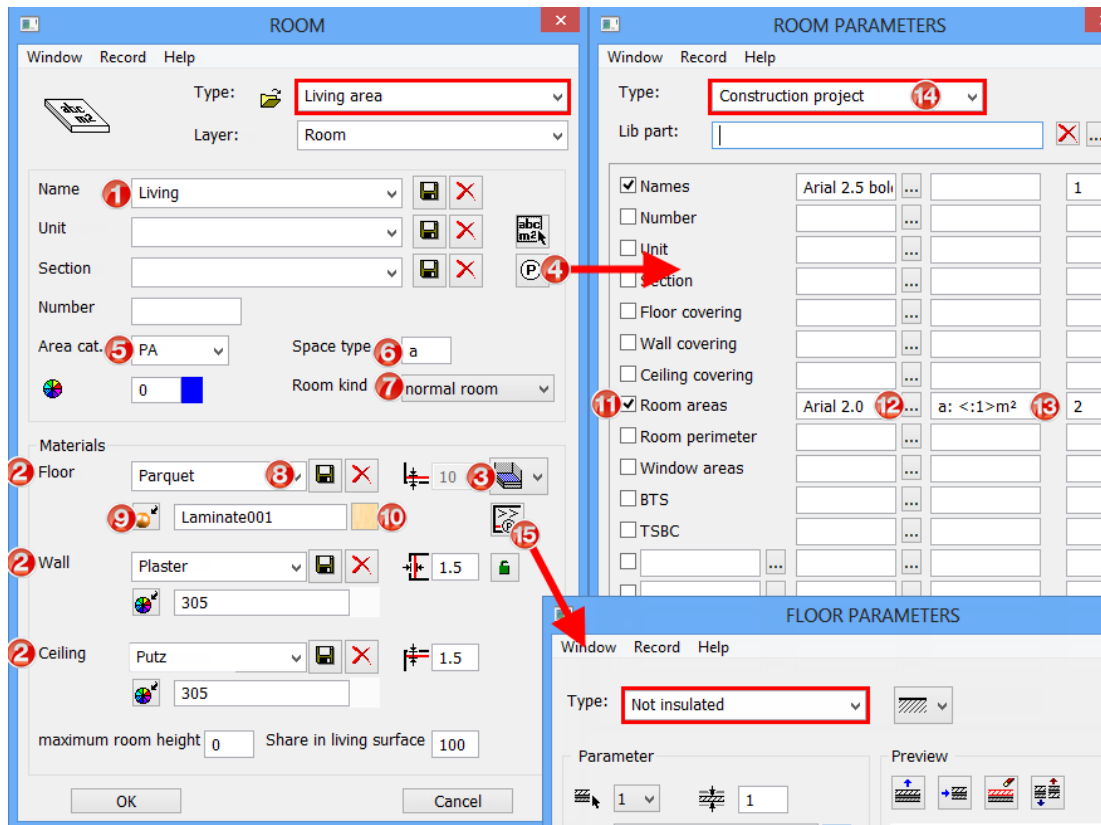 ROOM
Window Record Help
abc
m2
Type: Living area
Layer: Room
Name 1 Living
Unit
abc
m2
Section
P 4
Number
Area cat. 5 PA Space type 6 a
0 Room kind 7 normal room
Materials
2 Floor Parquet 8 10 3
9 Laminate001 10
>> P 15
2 Wall Plaster 1.5
305
2 Ceiling Putz 1.5
305
maximum room height 0 Share in living surface 100
OK Cancel
ROOM PARAMETERS
Window Record Help
Type: Construction project 14
Lib part: ...
Names Arial 2.5 bol ... 1
Number ...
Unit ...
Section ...
Floor covering ...
Wall covering ...
Ceiling covering ...
11 Room areas Arial 2.0 12 ... a: <:1>m² 13 2
Room perimeter ...
Window areas ...
BTS ...
TSBC ...
... ...
FLOOR PARAMETERS
Window Record Help
Type: Not insulated
Parameter Preview
1 1